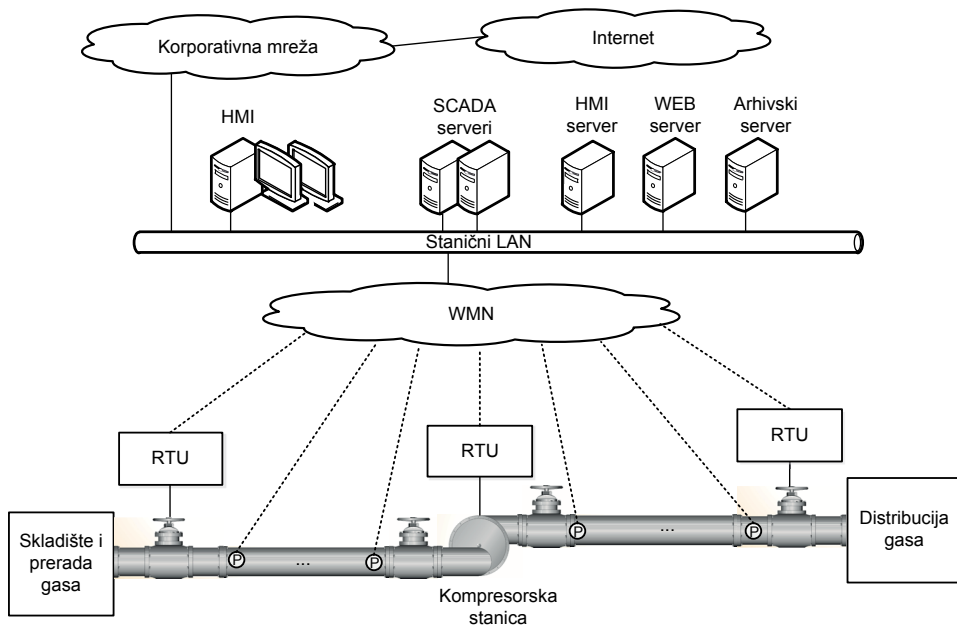 Korporativna mreža
Internet
HMI
SCADA
serveri
HMI
server
WEB
server
Arhivski
server
Stanični LAN
WMN
RTU
RTU
RTU
Skladište i
prerada
gasa
P
...
P
Kompresorska
stanica
P
...
P
Distribucija
gasa